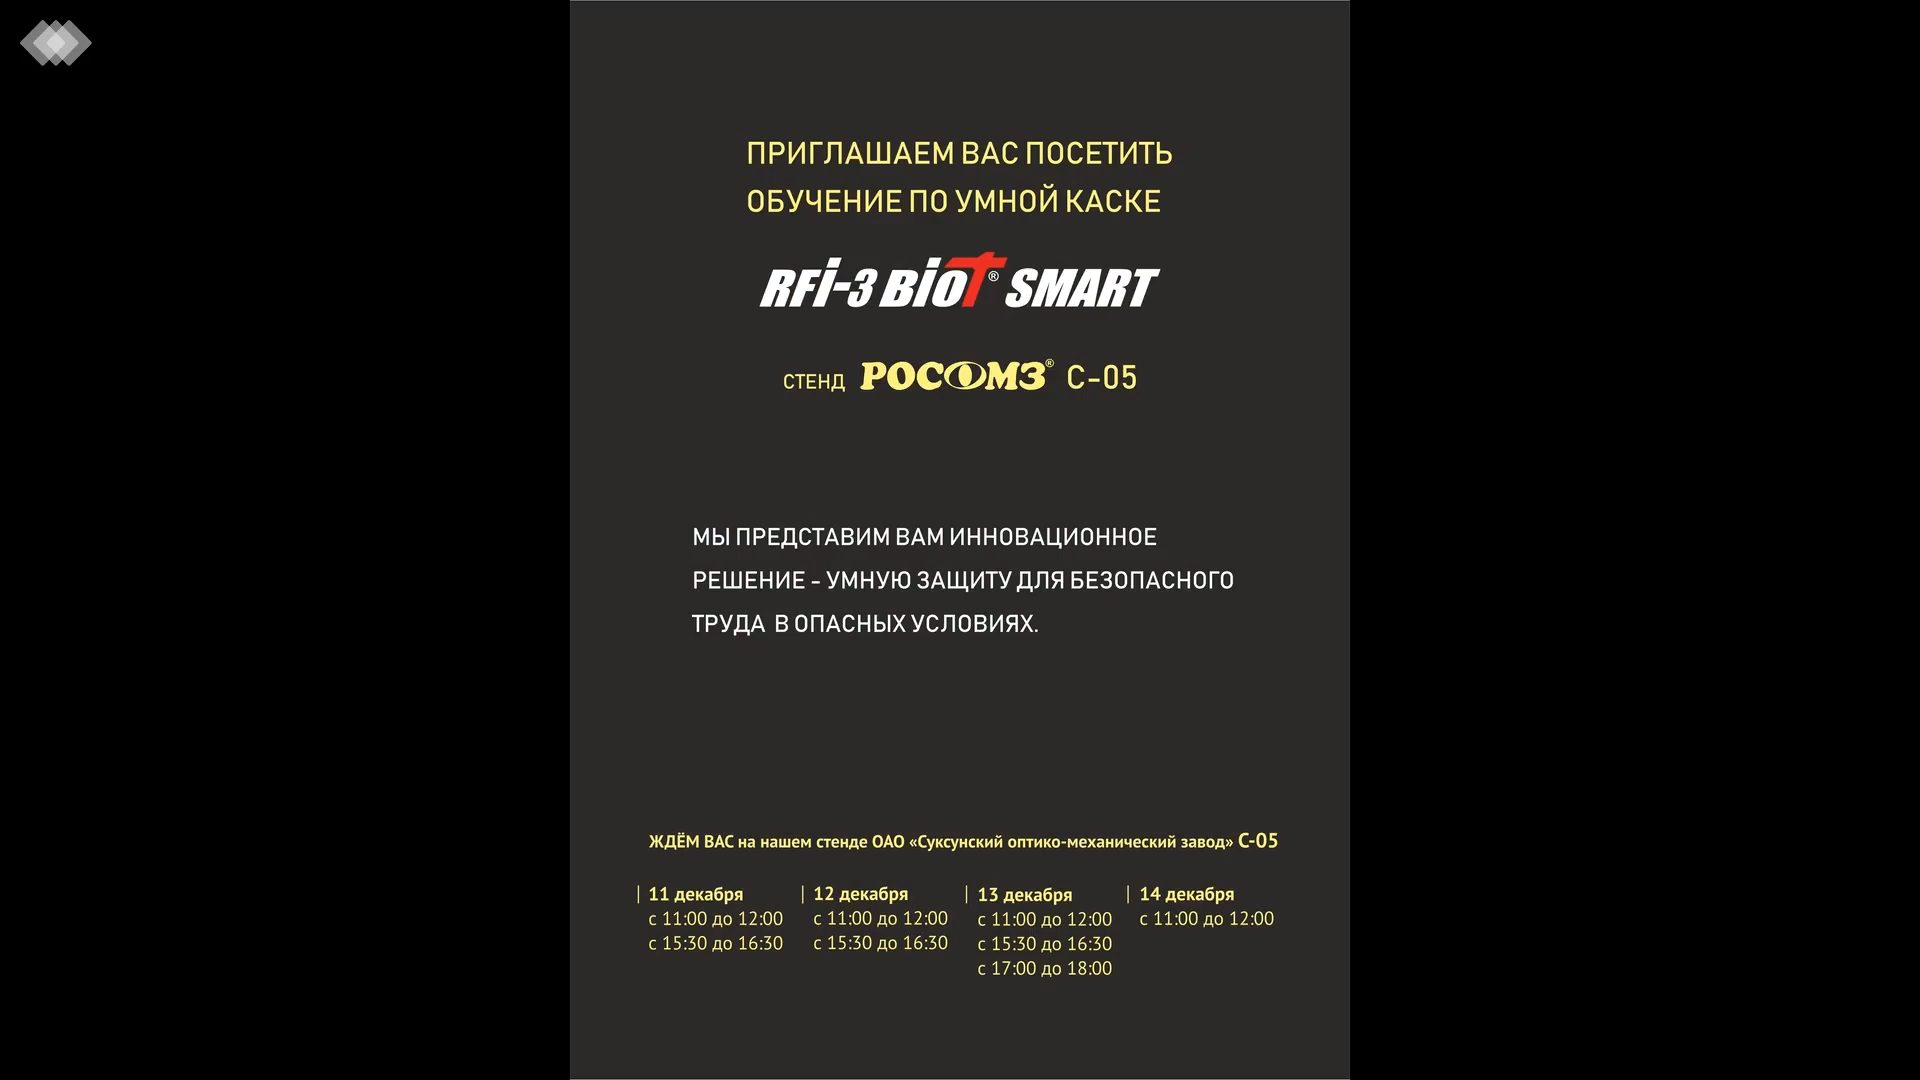 ПРИГЛАШАЕМ ВАС ПОСЕТИТЬ
ОБУЧЕНИЕ ПО УМНОЙ КАСКЕ
RFi-3 BioT® SMART
СТЕНД РОСОМЗ® С-05
МЫ ПРЕДСТАВИМ ВАМ ИННОВАЦИОННОЕ
РЕШЕНИЕ - УМНУЮ ЗАЩИТУ ДЛЯ БЕЗОПАСНОГО
ТРУДА В ОПАСНЫХ УСЛОВИЯХ.
ЖДЁМ ВАС на нашем стенде ОАО «Суксунский оптико-механический завод» С-05
11 декабря
с 11:00 до 12:00
с 15:30 до 16:30
12 декабря
с 11:00 до 12:00
с 15:30 до 16:30
13 декабря
с 11:00 до 12:00
с 15:30 до 16:30
с 17:00 до 18:00
14 декабря
с 11:00 до 12:00